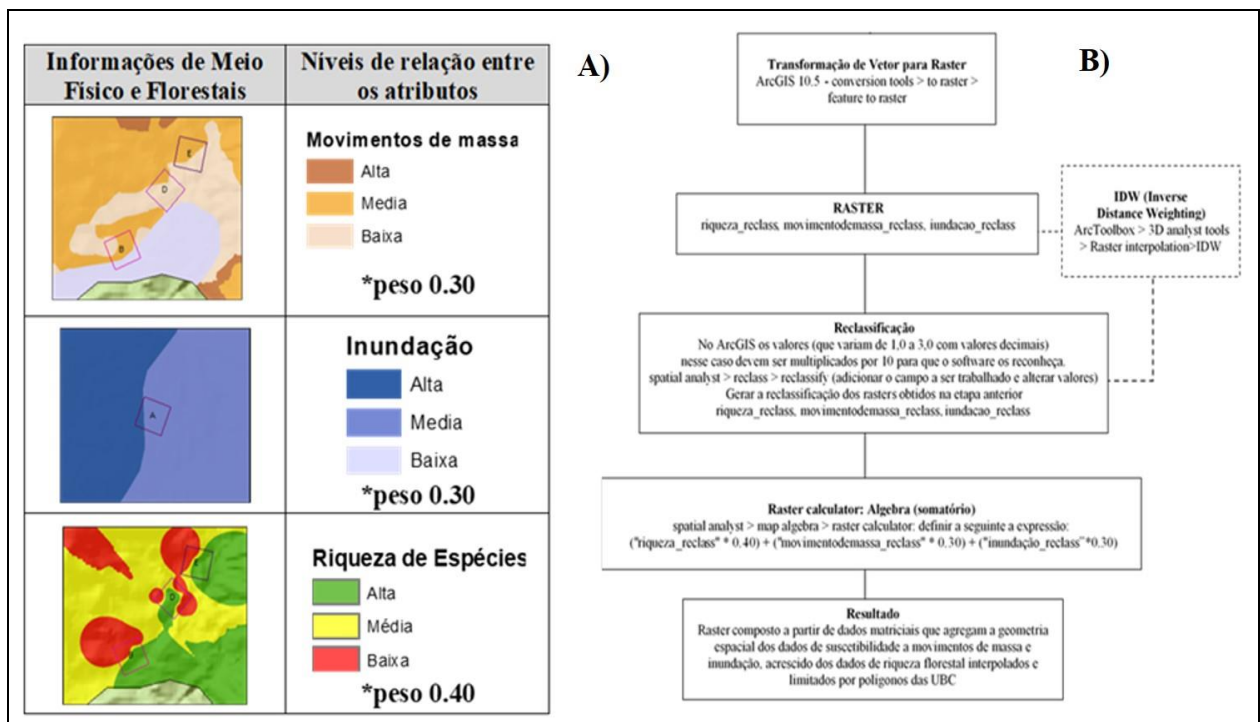 Informações de Meio
Físico e Florestais
Níveis de relação entre
os atributos
Movimentos de massa
Alta
Media
Baixa
*peso 0.30
E
D
B
Inundação
Alta
Media
Baixa
*peso 0.30
A
Riqueza de Espécies
Alta
Média
Baixa
*peso 0.40
D
A)
B)
Transformação de Vetor para Raster
ArcGIS 10.5 - conversion tools > to raster >
feature to raster
RASTER
riqueza_reclass, movimentodemassa_reclass, iundacao_reclass
IDW (Inverse
Distance Weighting)
ArcToolbox > 3D analyst tools
> Raster interpolation>IDW
Reclassificação
No ArcGIS os valores (que variam de 1,0 a 3,0 com valores decimais)
nesse caso devem ser multiplicados por 10 para que o software os reconheça.
spatial analyst > reclass > reclassify (adicionar o campo a ser trabalhado e alterar valores)
Gerar a reclassificação dos rasters obtidos na etapa anterior
riqueza_reclass, movimentodemassa_reclass, iundacao_reclass
Raster calculator: Algebra (somatório)
spatial analyst > map algebra > raster calculator: definir a seguinte a expressão:
("riqueza_reclass" * 0.40) + ("movimentodemassa_reclass" * 0.30) + ("inundação_reclass"*0.30)
Resultado
Raster composto a partir de dados matriciais que agregam a geometria
espacial dos dados de suscetibilidade a movimentos de massa e
inundação, acrescido dos dados de riqueza florestal interpolados e
limitados por polígonos das UBC